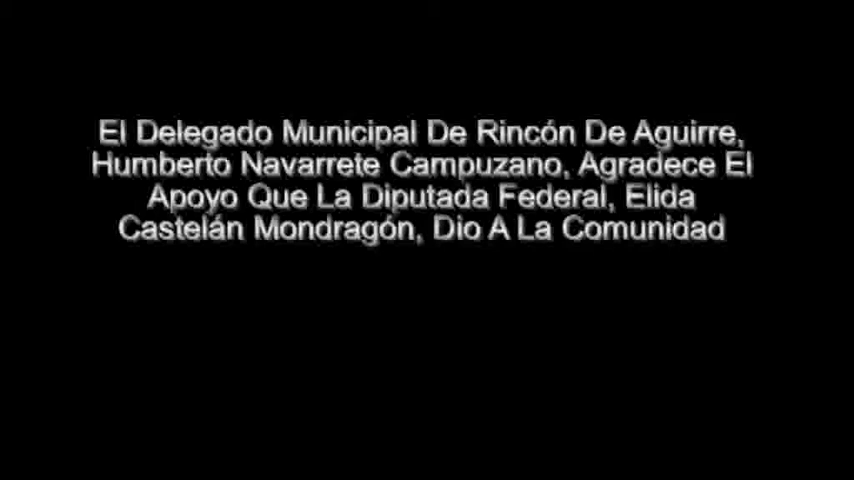 El Delegado Municipal De Rincón De Aguirre,
Humberto Navarrete Campuzano, Agradece El
Apoyo Que La Diputada Federal, Elida
Castelán Mondragón, Dio A La Comunidad